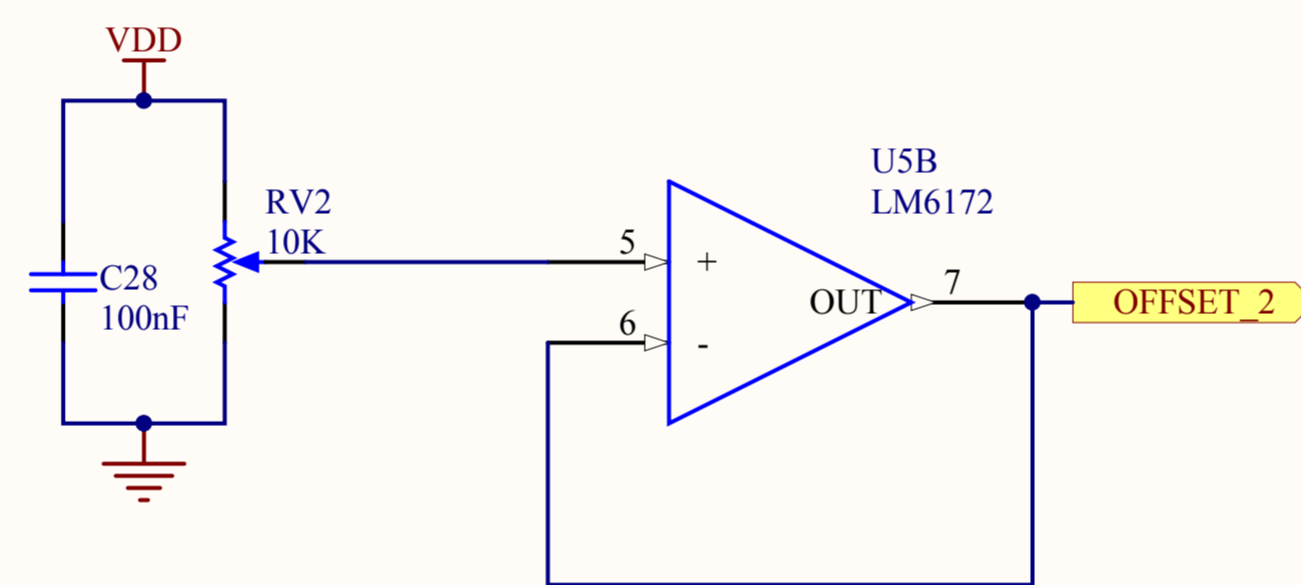 VDD
U5B
LM6172
RV2
10K
5
+
C28
100nF
OUT
7
OFFSET_2
6
-